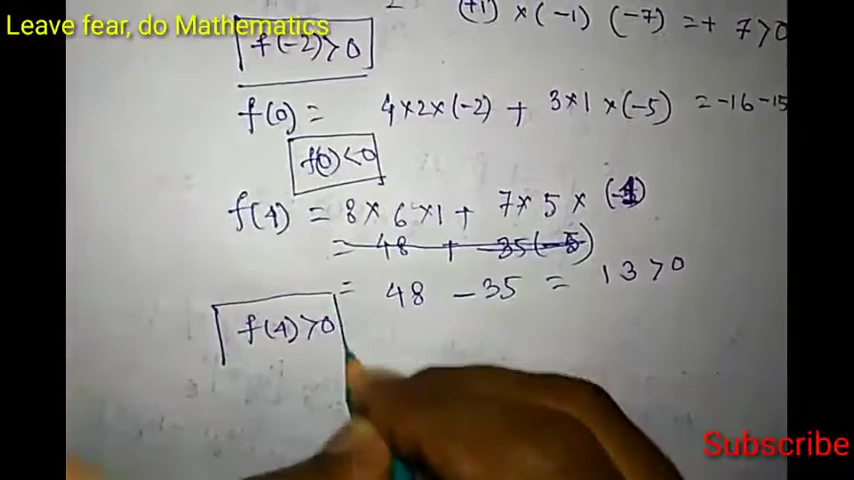 Leave fear, do Mathematics
(+1) × (-1) (-7) = + 7 > 0
f(-2) > 0
f(0) = 4×2×(-2) + 3×1×(-5) = -16 -15
f(0) < 0
f(4) = 8×6×1 + 7×5×(-1)
= 48 + 35(-5)
= 48 - 35 = 13 > 0
f(4) > 0
Subscribe